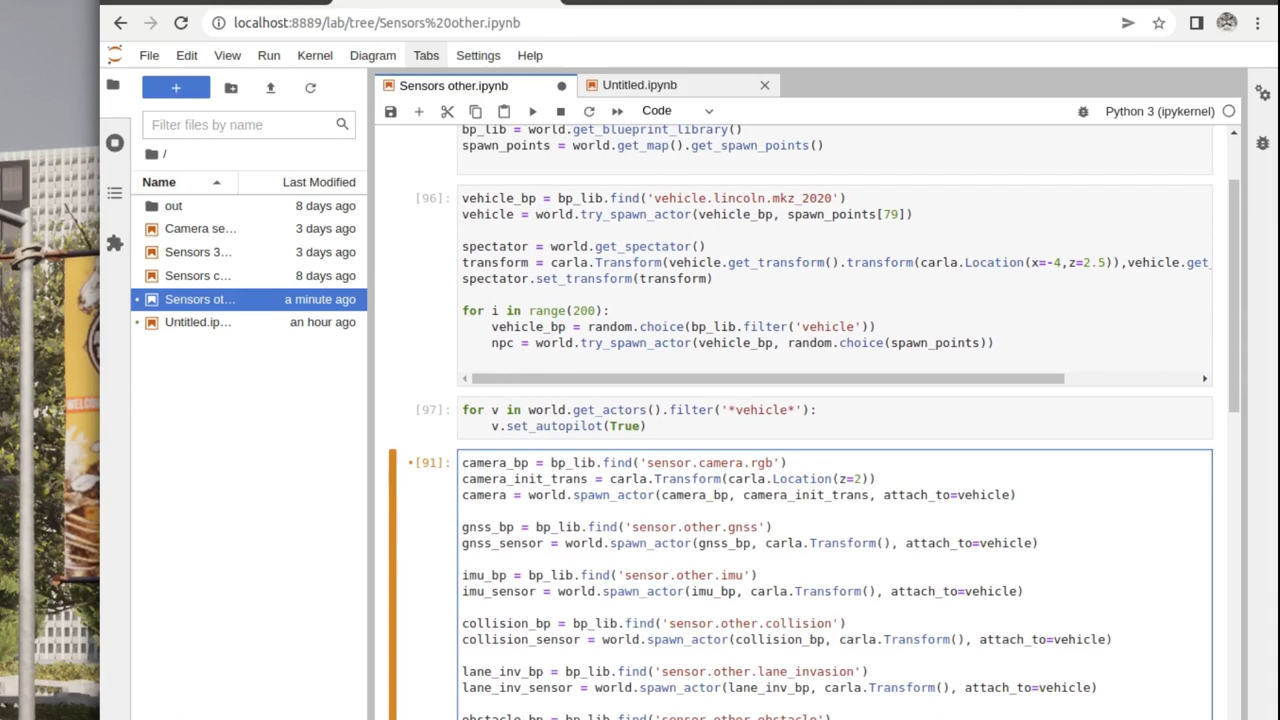 localhost:8889/lab/tree/Sensors%20other.ipynb
File Edit View Run Kernel Diagram Tabs Settings Help
Sensors other.ipynb
Untitled.ipynb
Filter files by name
/
Name Last Modified
out 8 days ago
Camera se... 3 days ago
Sensors 3... 3 days ago
Sensors c... 8 days ago
Sensors ot... a minute ago
Untitled.ip... an hour ago
Code
Python 3 (ipykernel)
bp_lib = world.get_blueprint_library()
spawn_points = world.get_map().get_spawn_points()
[96]:
vehicle_bp = bp_lib.find('vehicle.lincoln.mkz_2020')
vehicle = world.try_spawn_actor(vehicle_bp, spawn_points[79])
spectator = world.get_spectator()
transform = carla.Transform(vehicle.get_transform().transform(carla.Location(x=-4,z=2.5)),vehicle.get_
spectator.set_transform(transform)
for i in range(200):
vehicle_bp = random.choice(bp_lib.filter('vehicle'))
npc = world.try_spawn_actor(vehicle_bp, random.choice(spawn_points))
[97]:
for v in world.get_actors().filter('*vehicle*'):
v.set_autopilot(True)
[91]:
camera_bp = bp_lib.find('sensor.camera.rgb')
camera_init_trans = carla.Transform(carla.Location(z=2))
camera = world.spawn_actor(camera_bp, camera_init_trans, attach_to=vehicle)
gnss_bp = bp_lib.find('sensor.other.gnss')
gnss_sensor = world.spawn_actor(gnss_bp, carla.Transform(), attach_to=vehicle)
imu_bp = bp_lib.find('sensor.other.imu')
imu_sensor = world.spawn_actor(imu_bp, carla.Transform(), attach_to=vehicle)
collision_bp = bp_lib.find('sensor.other.collision')
collision_sensor = world.spawn_actor(collision_bp, carla.Transform(), attach_to=vehicle)
lane_inv_bp = bp_lib.find('sensor.other.lane_invasion')
lane_inv_sensor = world.spawn_actor(lane_inv_bp, carla.Transform(), attach_to=vehicle)
obstacle_bp = bp_lib.find('sensor.other.obstacle')